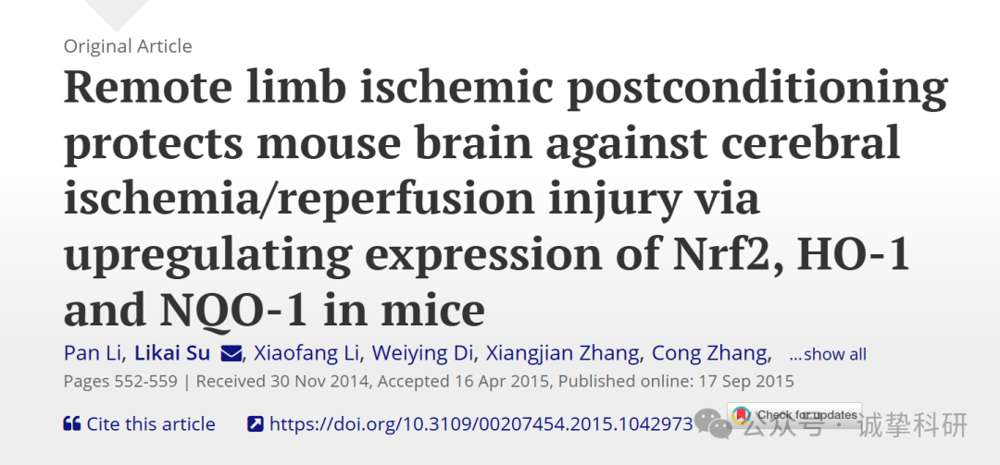 Original Article
Remote limb ischemic postconditioning
protects mouse brain against cerebral
ischemia/reperfusion injury via
upregulating expression of Nrf2, HO-1
and NQO-1 in mice
Pan Li, Likai Su, Xiaofang Li, Weiying Di, Xiangjian Zhang, Cong Zhang, ...show all
Pages 552-559 | Received 30 Nov 2014, Accepted 16 Apr 2015, Published online: 17 Sep 2015
Cite this article https://doi.org/10.3109/00207454.2015.1042973 Check for updates
公众号 · 诚挚科研